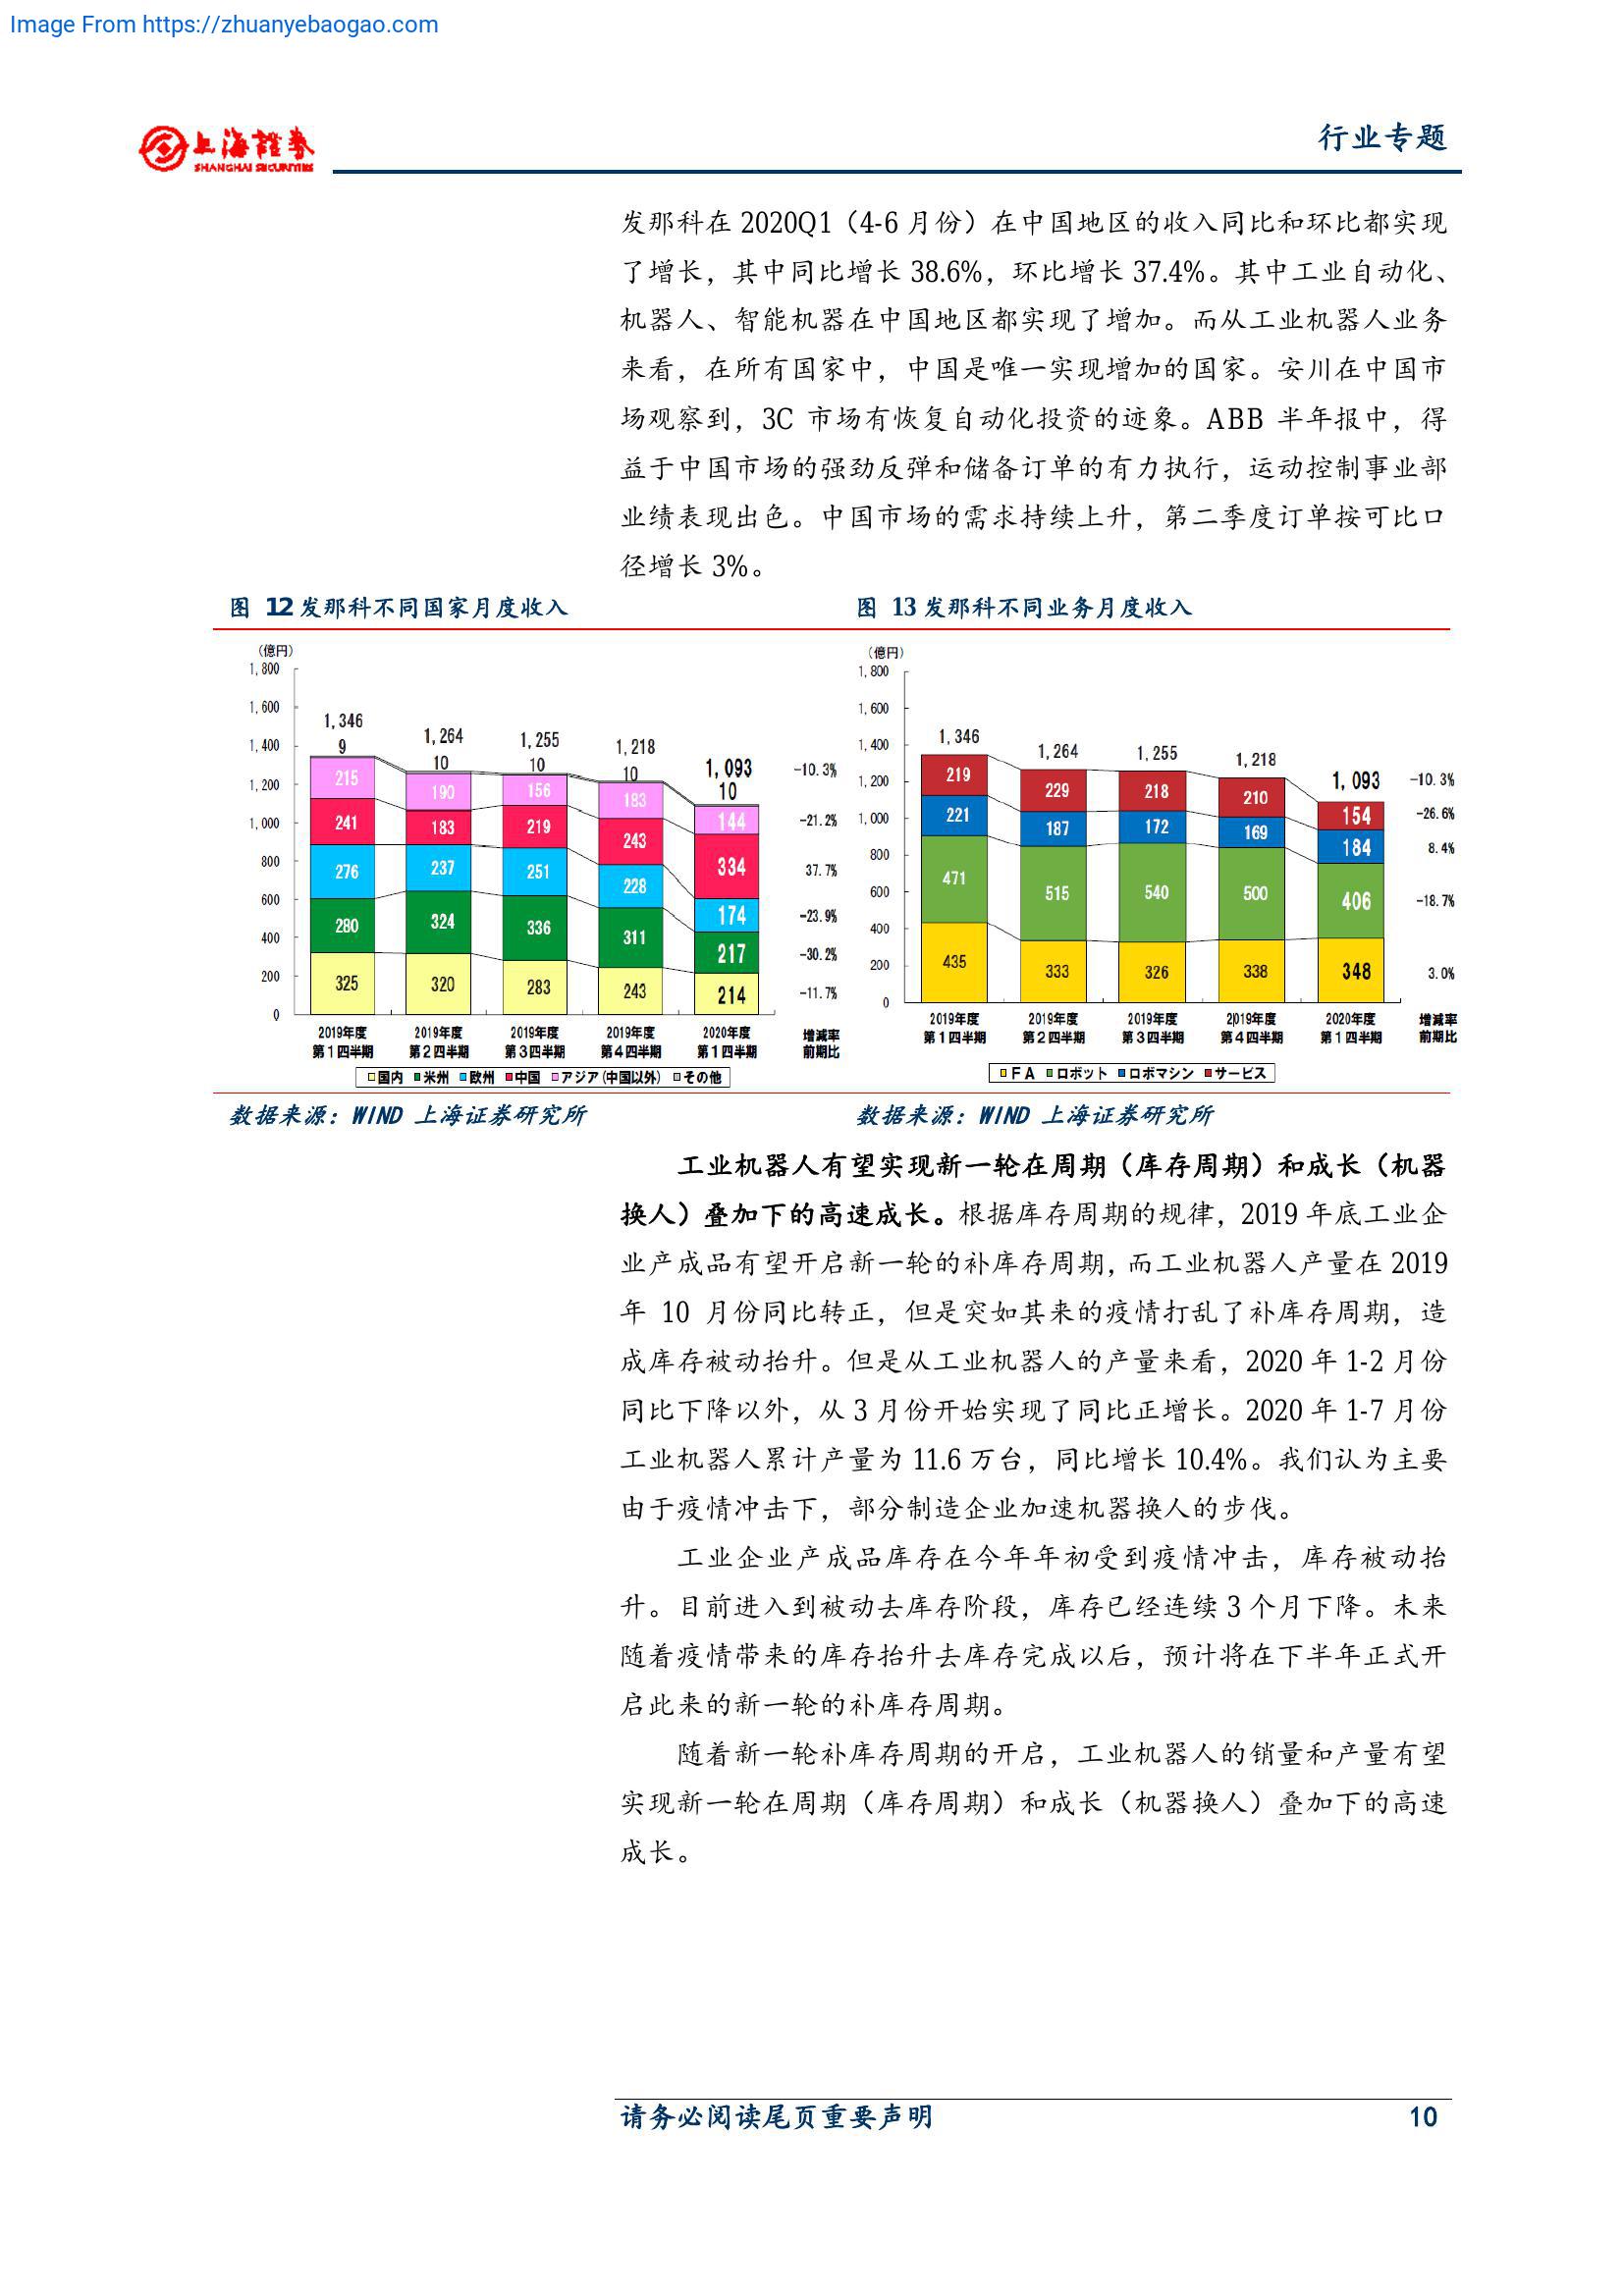 Image From https://zhuanyebaogao.com
上海證券
SHANGHAI SECURITIES
行业专题
发那科在 2020Q1（4-6 月份）在中国地区的收入同比和环比都实现
了增长，其中同比增长 38.6%，环比增长 37.4%。其中工业自动化、
机器人、智能机器在中国地区都实现了增加。而从工业机器人业务
来看，在所有国家中，中国是唯一实现增加的国家。安川在中国市
场观察到，3C 市场有恢复自动化投资的迹象。ABB 半年报中，得
益于中国市场的强劲反弹和储备订单的有力执行，运动控制事业部
业绩表现出色。中国市场的需求持续上升，第二季度订单按可比口
径增长 3%。
图 12 发那科不同国家月度收入
（億円）
1,800
1,600
1,400
1,200
1,000
800
600
400
200
0
1,346
9
215
241
276
280
325
1,264
10
190
183
237
324
320
1,255
10
156
219
251
336
283
1,218
10
183
243
228
311
243
1,093
10
144
334
174
217
214
-10.3%
-21.2%
37.7%
-23.9%
-30.2%
-11.7%
2019年度 2019年度 2019年度 2019年度 2020年度 増減率
第1四半期 第2四半期 第3四半期 第4四半期 第1四半期 前期比
国内 米州 欧州 中国 アジア(中国以外) その他
图 13 发那科不同业务月度收入
（億円）
1,800
1,600
1,400
1,200
1,000
800
600
400
200
0
1,346
219
221
471
435
1,264
229
187
515
333
1,255
218
172
540
326
1,218
210
169
500
338
1,093
154
184
406
348
-10.3%
-26.6%
8.4%
-18.7%
3.0%
2019年度 2019年度 2019年度 2019年度 2020年度 増減率
第1四半期 第2四半期 第3四半期 第4四半期 第1四半期 前期比
ＦＡ ロボット ロボマシン サービス
数据来源：WIND 上海证券研究所
数据来源：WIND 上海证券研究所
工业机器人有望实现新一轮在周期（库存周期）和成长（机器
换人）叠加下的高速成长。根据库存周期的规律，2019 年底工业企
业产成品有望开启新一轮的补库存周期，而工业机器人产量在 2019
年 10 月份同比转正，但是突如其来的疫情打乱了补库存周期，造
成库存被动抬升。但是从工业机器人的产量来看，2020 年 1-2 月份
同比下降以外，从 3 月份开始实现了同比正增长。2020 年 1-7 月份
工业机器人累计产量为 11.6 万台，同比增长 10.4%。我们认为主要
由于疫情冲击下，部分制造企业加速机器换人的步伐。
工业企业产成品库存在今年年初受到疫情冲击，库存被动抬
升。目前进入到被动去库存阶段，库存已经连续 3 个月下降。未来
随着疫情带来的库存抬升去库存完成以后，预计将在下半年正式开
启此来的新一轮的补库存周期。
随着新一轮补库存周期的开启，工业机器人的销量和产量有望
实现新一轮在周期（库存周期）和成长（机器换人）叠加下的高速
成长。
请务必阅读尾页重要声明
10